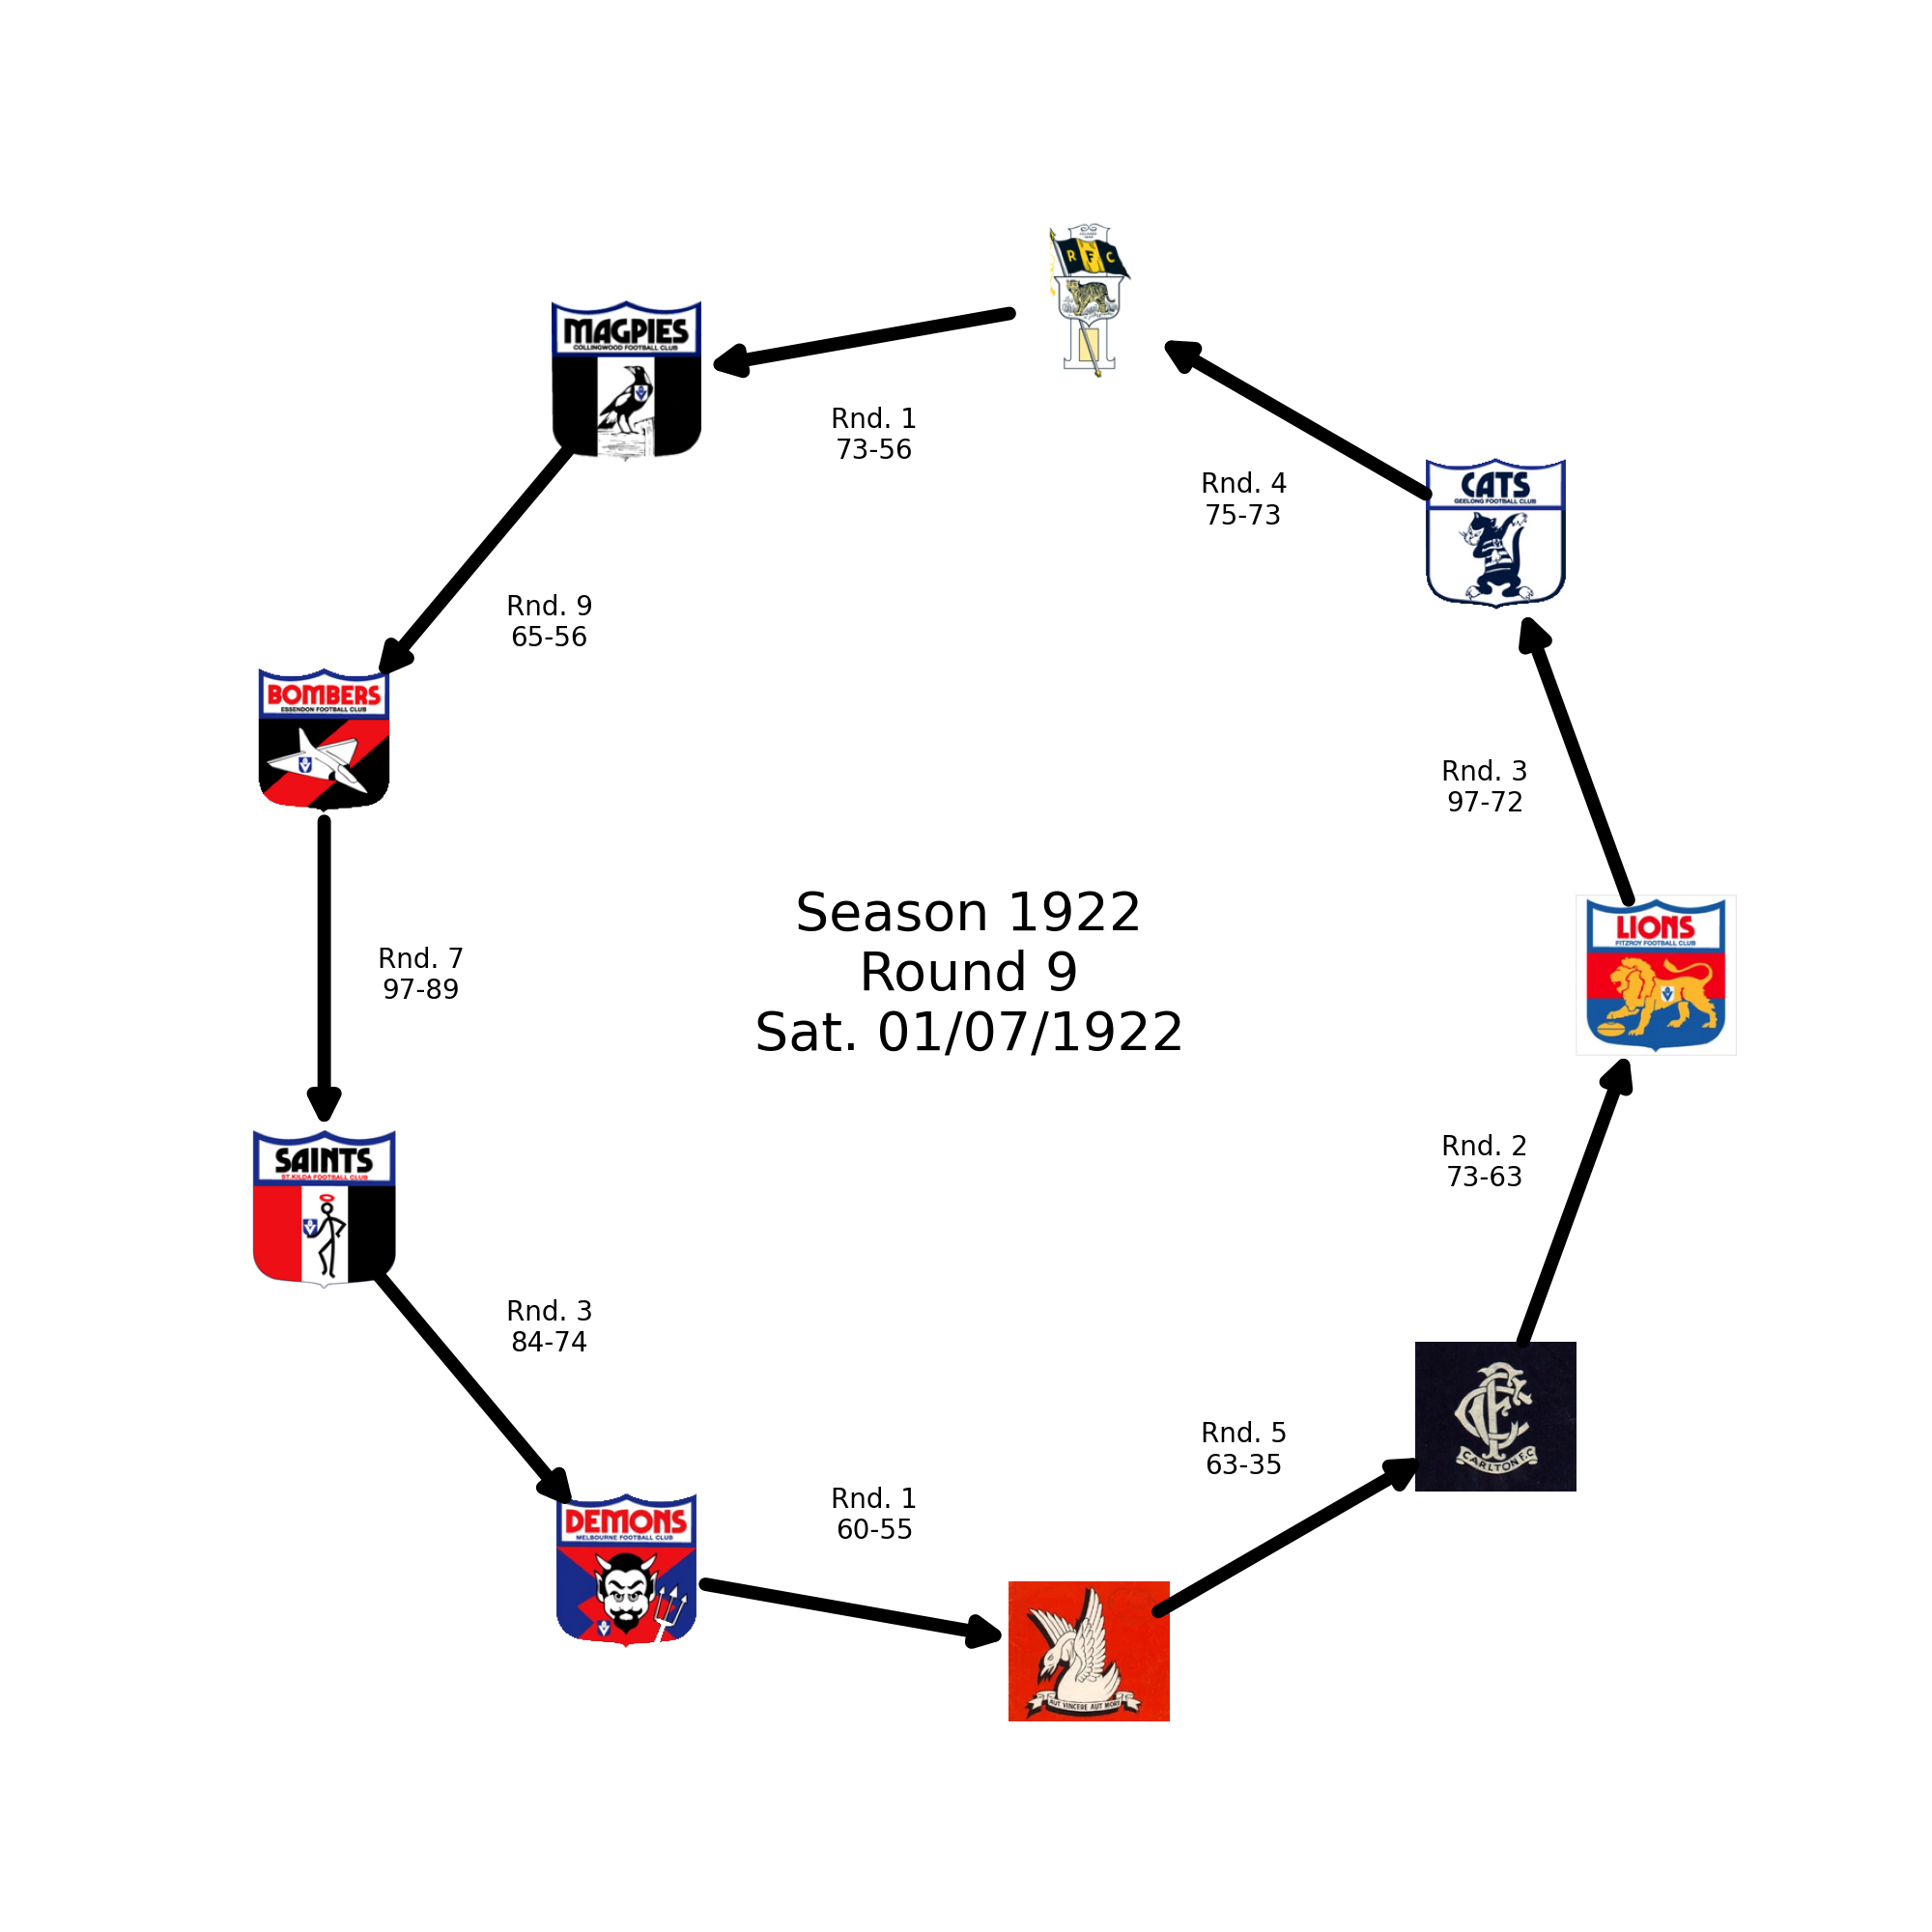 R F C
MAGPIES
COLLINGWOOD FOOTBALL CLUB
Rnd. 1
73-56
Rnd. 4
75-73
CATS
GEELONG FOOTBALL CLUB
Rnd. 9
65-56
BOMBERS
ESSENDON FOOTBALL CLUB
Rnd. 3
97-72
Season 1922
Round 9
Sat. 01/07/1922
LIONS
FITZROY FOOTBALL CLUB
Rnd. 7
97-89
SAINTS
ST.KILDA FOOTBALL CLUB
Rnd. 2
73-63
Rnd. 3
84-74
CFC
CARLTON F.C
Rnd. 5
63-35
DEMONS
MELBOURNE FOOTBALL CLUB
Rnd. 1
60-55
AUT VINCERE AUT MORI